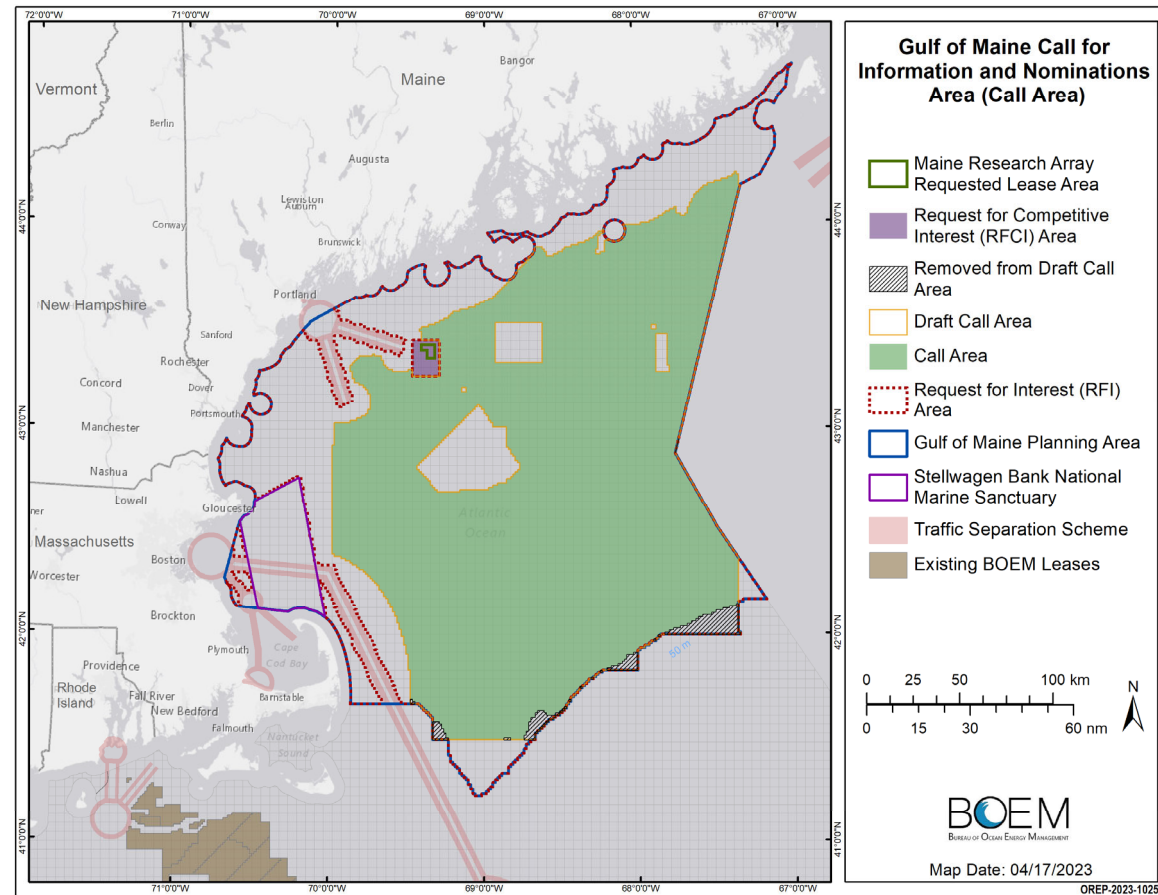 72°0'0"W
71°0'0"W
70°0'0"W
69°0'0"W
68°0'0"W
67°0'0"W
Vermont
Berlin
Maine
Bangor
Augusta
Conway
Lewiston
Auburn
Brunswick
New Hampshire
Portland
Sanford
Rochester
Concord
Dover
Portsmouth
Manchester
Nashua
Lowell
Gloucester
ner
Massachusetts
Boston
Worcester
Brockton
Plymouth
Cape
Cod Bay
Providence
Rhode
Island
Fall River
New Bedford
Barnstable
Falmouth
Nantucket
Sound
Atlantic
Ocean
50 m
44°0'0"N
43°0'0"N
42°0'0"N
41°0'0"N
44°0'0"N
43°0'0"N
42°0'0"N
41°0'0"N
71°0'0"W
70°0'0"W
69°0'0"W
68°0'0"W
67°0'0"W
Gulf of Maine Call for
Information and Nominations
Area (Call Area)
Maine Research Array
Requested Lease Area
Request for Competitive
Interest (RFCI) Area
Removed from Draft Call
Area
Draft Call Area
Call Area
Request for Interest (RFI)
Area
Gulf of Maine Planning Area
Stellwagen Bank National
Marine Sanctuary
Traffic Separation Scheme
Existing BOEM Leases
0 25 50 100 km
0 15 30 60 nm
N
BOEM
BUREAU OF OCEAN ENERGY MANAGEMENT
Map Date: 04/17/2023
OREP-2023-1025